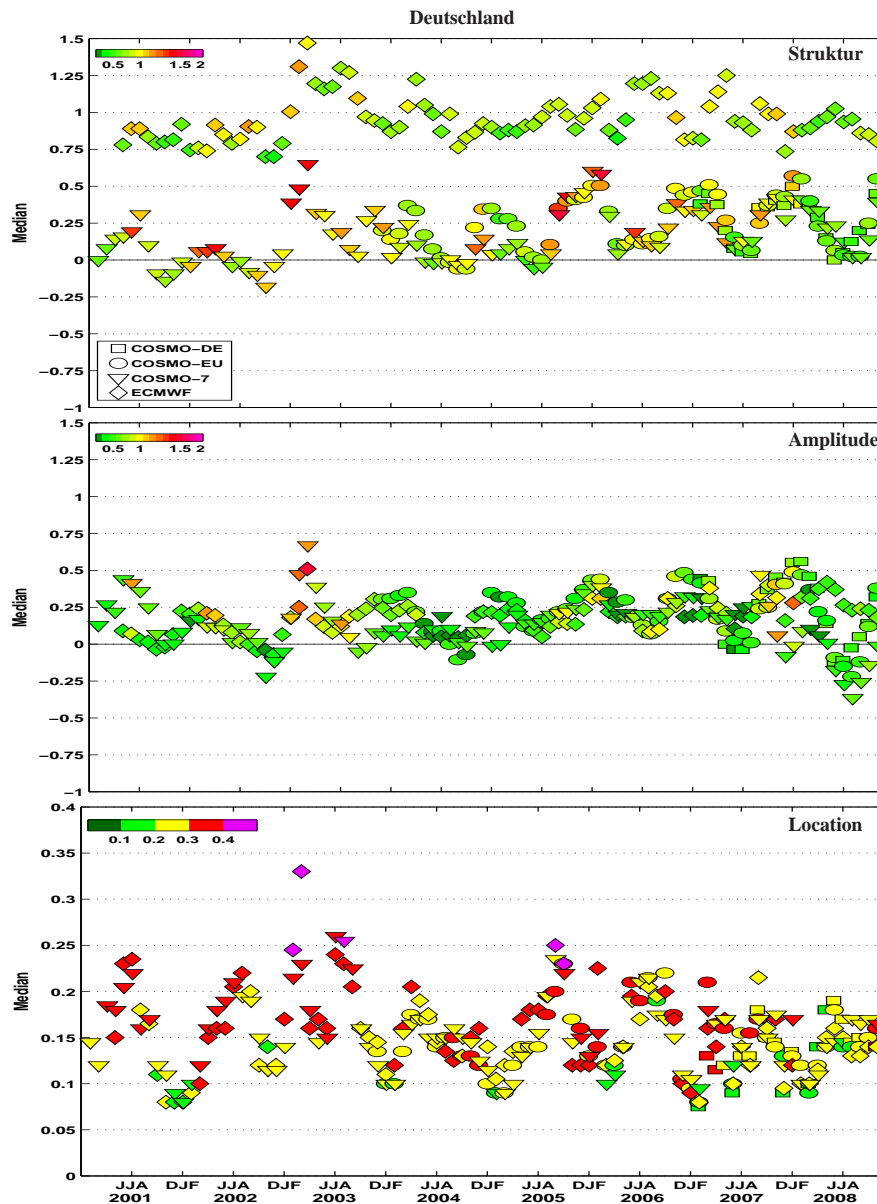 Deutschland
Struktur
0.5 1 1.5 2
1.5
1.25
1
0.75
0.5
0.25
0
−0.25
−0.5
−0.75
−1
Median
COSMO−DE
COSMO−EU
COSMO−7
ECMWF
Amplitude
0.5 1 1.5 2
1.5
1.25
1
0.75
0.5
0.25
0
−0.25
−0.5
−0.75
−1
Median
Location
0.1 0.2 0.3 0.4
0.4
0.35
0.3
0.25
0.2
0.15
0.1
0.05
0
Median
JJA DJF JJA DJF JJA DJF JJA DJF JJA DJF JJA DJF JJA DJF JJA
2001 2002 2003 2004 2005 2006 2007 2008